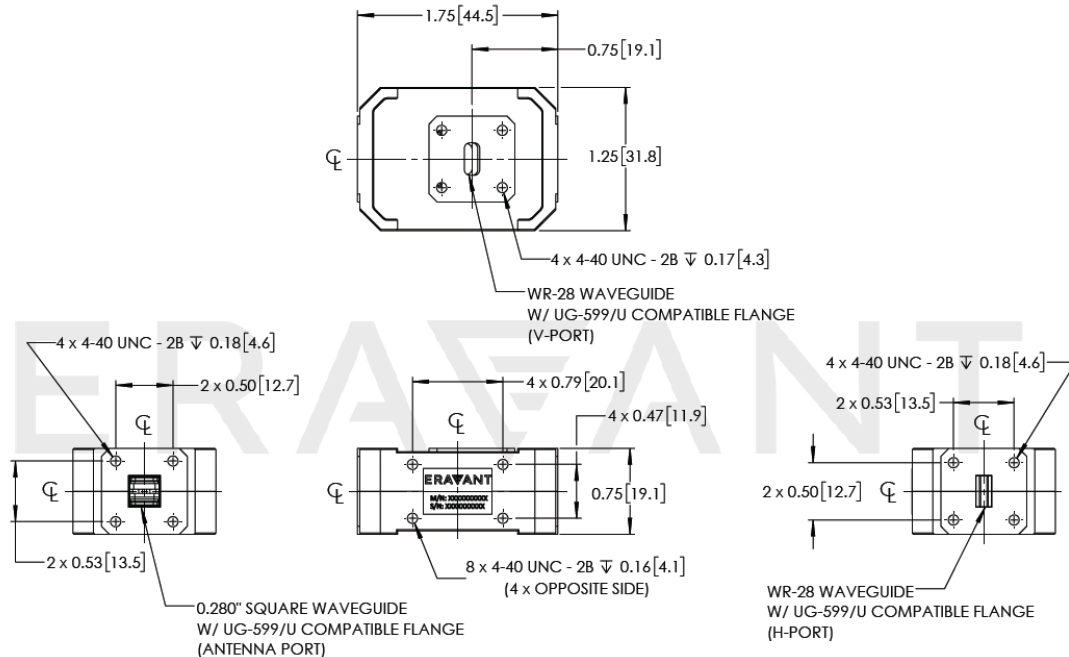 1.75[44.5]
0.75[19.1]
℄
1.25[31.8]
4 x 4-40 UNC - 2B ↧ 0.17[4.3]
WR-28 WAVEGUIDE
W/ UG-599/U COMPATIBLE FLANGE
(V-PORT)
ERAVANT
4 x 4-40 UNC - 2B ↧ 0.18[4.6]
2 x 0.50[12.7]
℄
℄
2 x 0.53[13.5]
0.280" SQUARE WAVEGUIDE
W/ UG-599/U COMPATIBLE FLANGE
(ANTENNA PORT)
4 x 0.79[20.1]
℄
4 x 0.47[11.9]
℄
ERAVANT
M/N: XXXXXXXXXX
S/N: XXXXXXXXXX
0.75[19.1]
8 x 4-40 UNC - 2B ↧ 0.16[4.1]
(4 x OPPOSITE SIDE)
4 x 4-40 UNC - 2B ↧ 0.18[4.6]
2 x 0.53[13.5]
℄
2 x 0.50[12.7]
℄
WR-28 WAVEGUIDE
W/ UG-599/U COMPATIBLE FLANGE
(H-PORT)